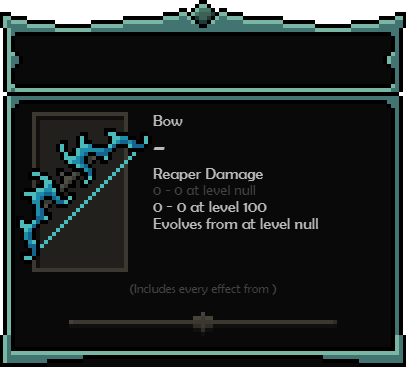 Bow
–
Reaper Damage
0 - 0 at level null
0 - 0 at level 100
Evolves from at level null
(Includes every effect from )